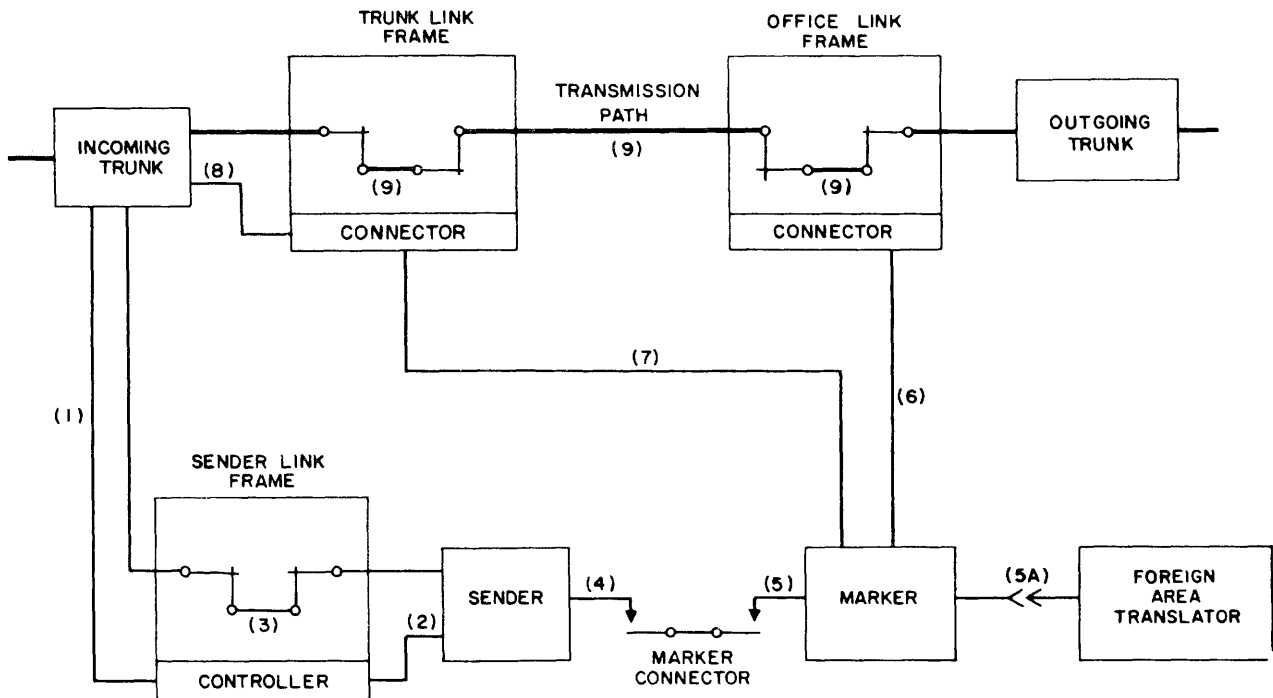 TRUNK LINK
FRAME
OFFICE LINK
FRAME
INCOMING
TRUNK
TRANSMISSION
PATH
(9)
OUTGOING
TRUNK
(8)
(9)
(9)
CONNECTOR
CONNECTOR
(7)
(6)
(1)
SENDER LINK
FRAME
(3)
(2)
CONTROLLER
SENDER
(4)
(5)
MARKER
CONNECTOR
MARKER
(5A)
FOREIGN
AREA
TRANSLATOR